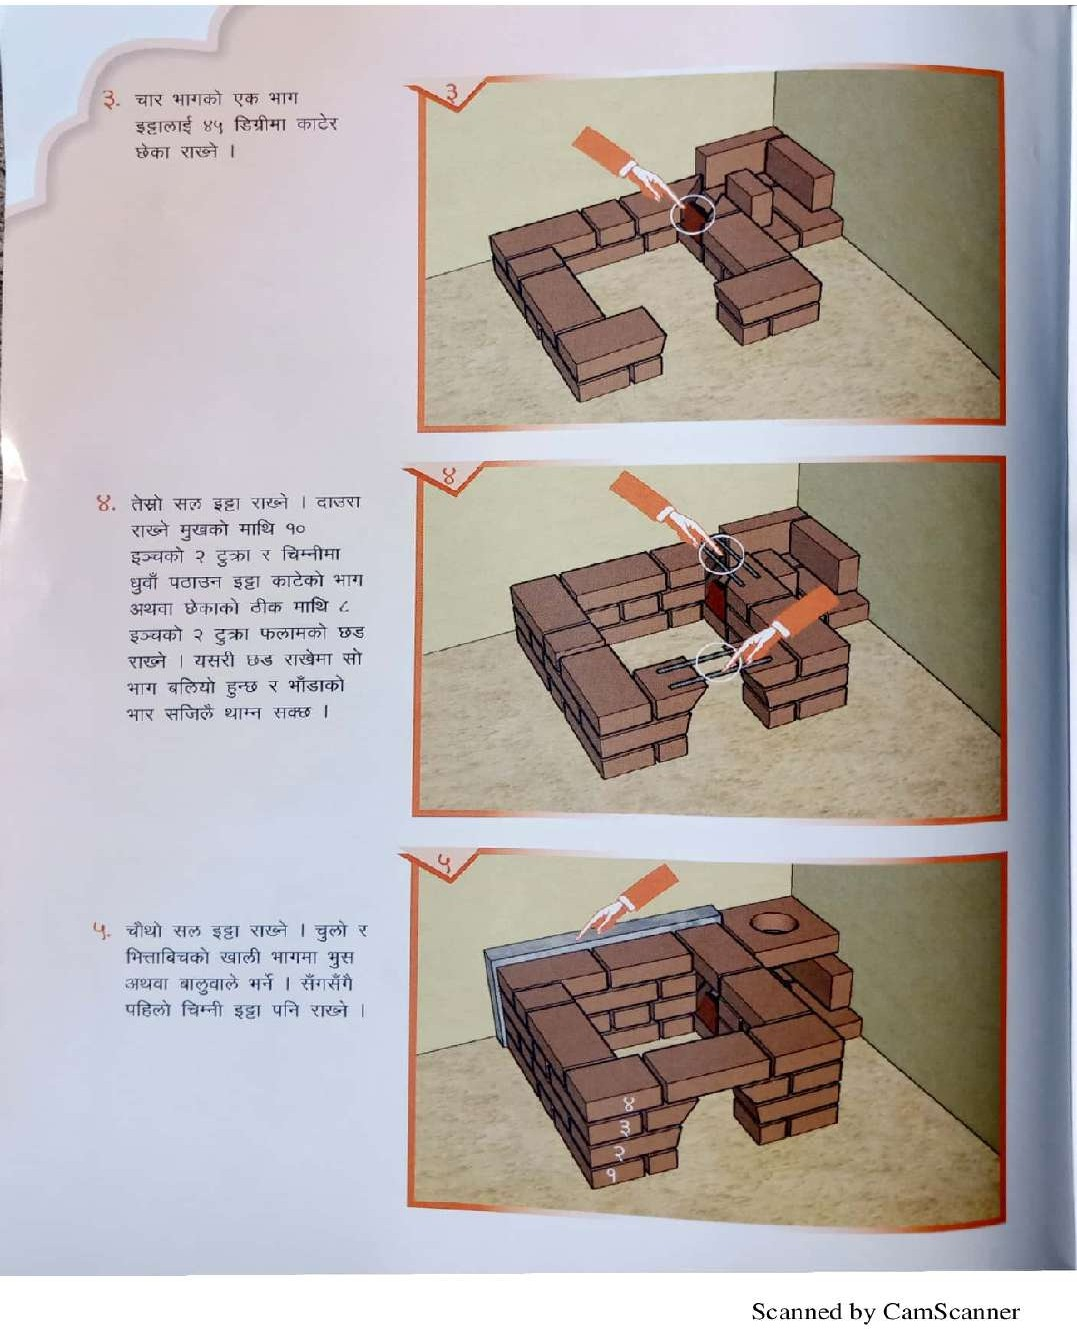 ३. चार भागको एक भाग
इट्टालाई ४५ डिग्रीमा काटेर
छेका राख्ने ।
३
४. तेस्रो सल इट्टा राख्ने । दाउरा
राख्ने मुखको माथि १०
इञ्चको २ टुक्रा र चिम्नीमा
धुवाँ पठाउन इट्टा काटेको भाग
अथवा छेकाको ठीक माथि ८
इञ्चको २ टुक्रा फलामको छड
राख्ने । यसरी छड राखेमा सो
भाग बलियो हुन्छ र भाँडाको
भार सजिलै थाम्न सक्छ ।
४
५. चौथो सल इट्टा राख्ने । चुलो र
भित्ताबिचको खाली भागमा भुस
अथवा बालुवाले भर्ने । सँगसँगै
पहिलो चिम्नी इट्टा पनि राख्ने ।
५
४
३
२
१
Scanned by CamScanner